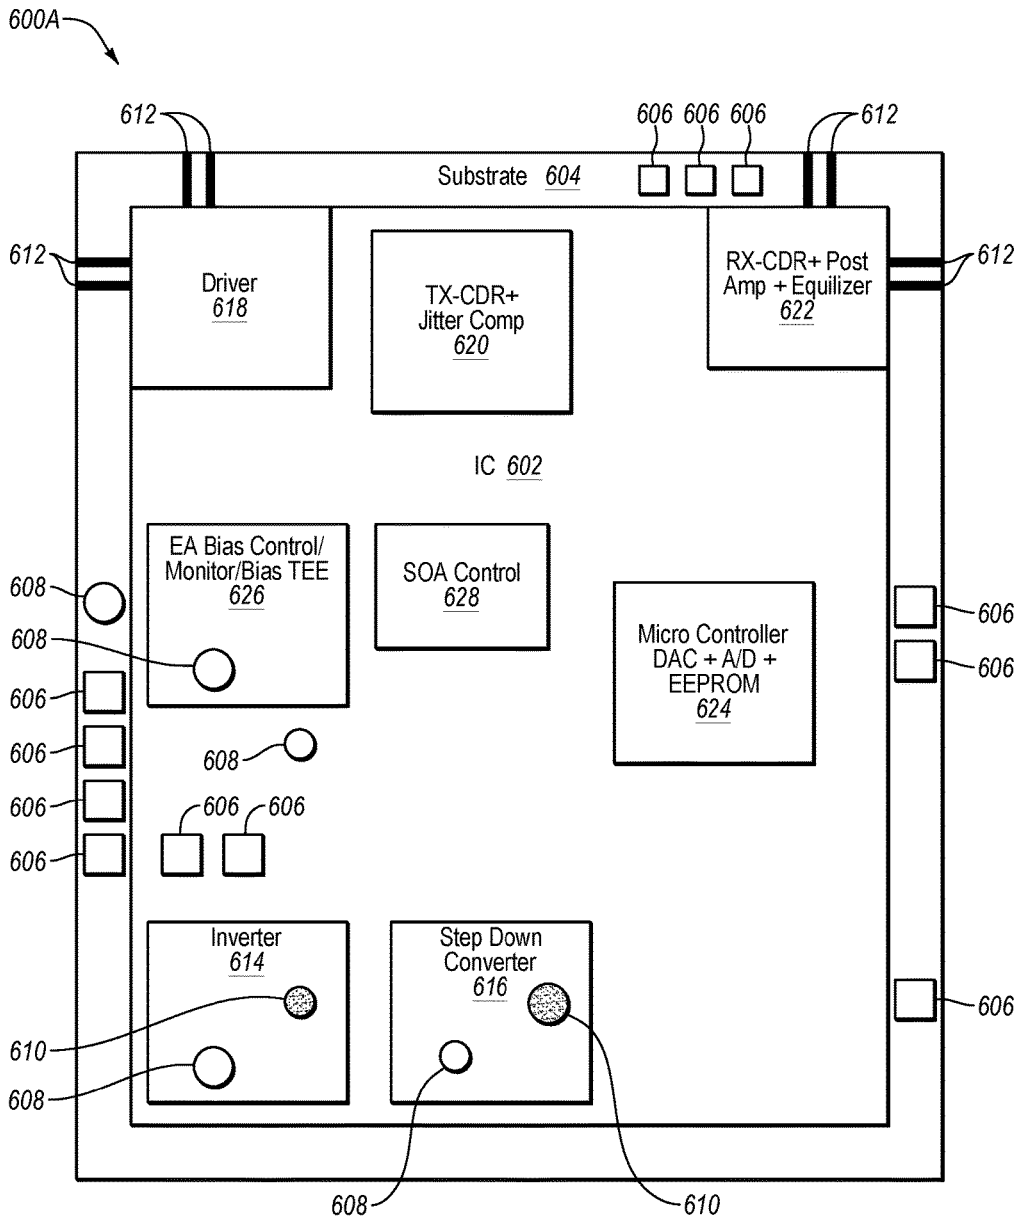 600A
612
606
606
606
612
Substrate 604
612
Driver
618
TX-CDR+
Jitter Comp
620
RX-CDR+ Post
Amp + Equilizer
622
612
IC 602
EA Bias Control/
Monitor/Bias TEE
626
SOA Control
628
Micro Controller
DAC + A/D +
EEPROM
624
608
608
606
606
606
606
608
606
606
606
606
Inverter
614
Step Down
Converter
616
606
610
608
608
610